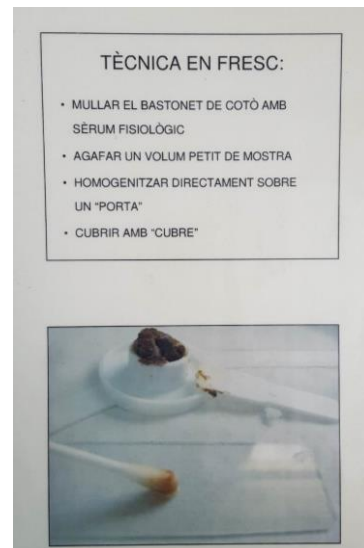 TÈCNICA EN FRESC:
• MULLAR EL BASTONET DE COTÒ AMB
SÈRUM FISIOLÒGIC
• AGAFAR UN VOLUM PETIT DE MOSTRA
• HOMOGENITZAR DIRECTAMENT SOBRE
UN “PORTA”
• CUBRIR AMB “CUBRE”